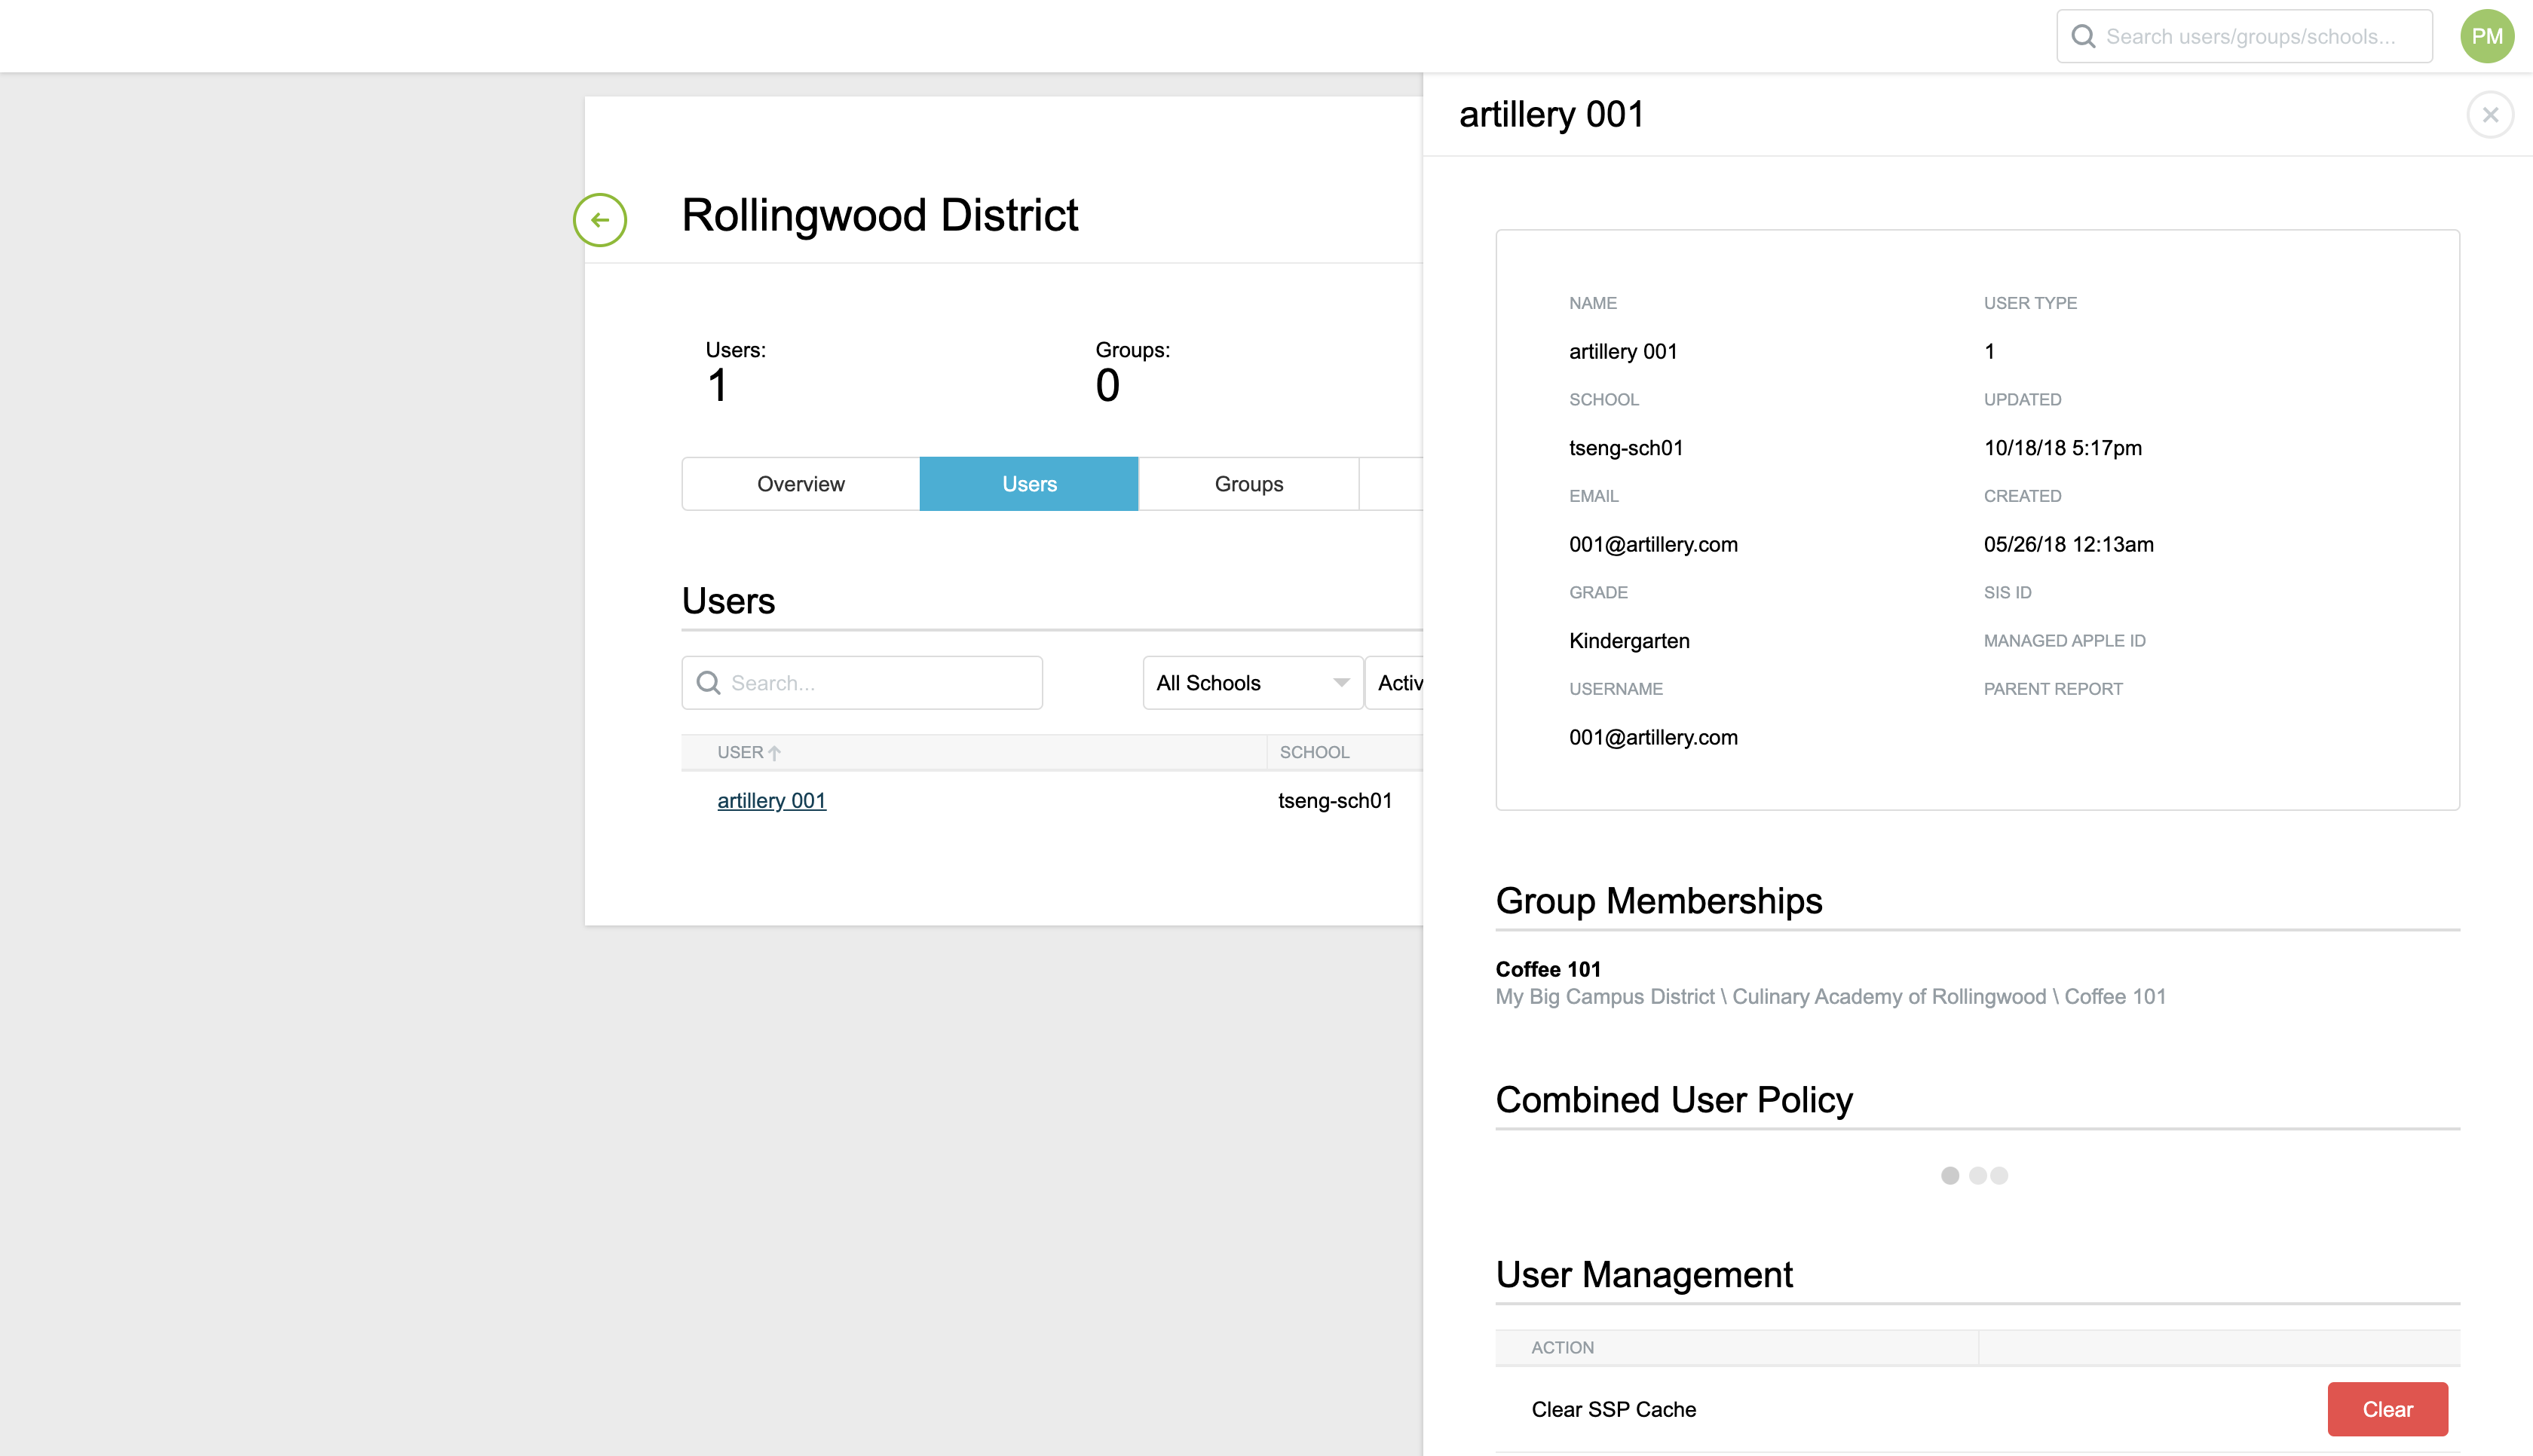 Search users/groups/schools...
PM
Rollingwood District
Users:
1
Groups:
0
Overview
Users
Groups
Users
Search...
All Schools
Activ
USER
SCHOOL
artillery 001
tseng-sch01
artillery 001
NAME
artillery 001
SCHOOL
tseng-sch01
EMAIL
001@artillery.com
GRADE
Kindergarten
USERNAME
001@artillery.com
USER TYPE
1
UPDATED
10/18/18 5:17pm
CREATED
05/26/18 12:13am
SIS ID
MANAGED APPLE ID
PARENT REPORT
Group Memberships
Coffee 101
My Big Campus District \ Culinary Academy of Rollingwood \ Coffee 101
Combined User Policy
User Management
ACTION
Clear SSP Cache
Clear